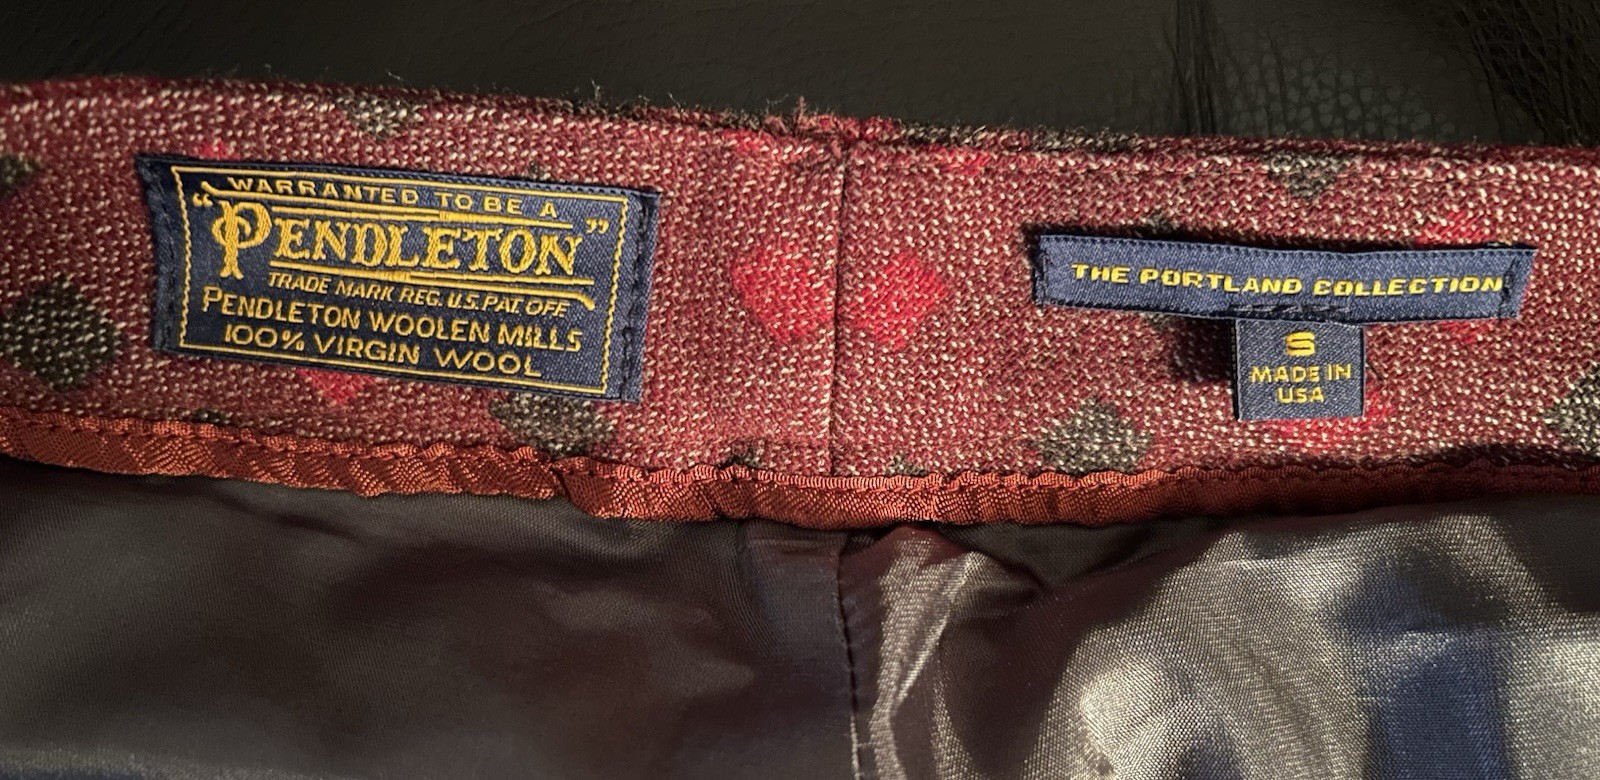 WARRANTED TO BE A
"PENDLETON"
TRADE MARK REG. U.S. PAT. OFF
PENDLETON WOOLEN MILLS
100% VIRGIN WOOL
THE PORTLAND COLLECTION
S
MADE IN
USA